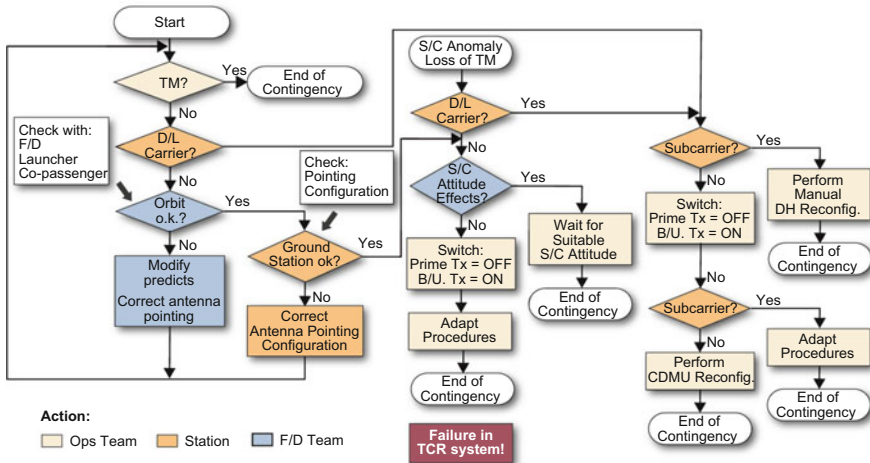 Start
TM?
Yes
End of
Contingency
No
Check with:
F/D
Launcher
Co-passenger
D/L
Carrier?
No
Orbit
o.k.?
Yes
No
Modify
predicts
Correct antenna
pointing
Check:
Pointing
Configuration
Ground
Station ok?
Yes
No
Correct
Antenna Pointing
Configuration
S/C Anomaly
Loss of TM
D/L
Carrier?
Yes
No
S/C
Attitude
Effects?
Yes
No
Wait for
Suitable
S/C Attitude
End of
Contingency
Switch:
Prime Tx = OFF
B/U. Tx = ON
Adapt
Procedures
End of
Contingency
Failure in
TCR system!
Subcarrier?
Yes
No
Perform
Manual
DH Reconfig.
End of
Contingency
Switch:
Prime Tx = OFF
B/U. Tx = ON
No
Subcarrier?
Yes
No
Adapt
Procedures
End of
Contingency
Perform
CDMU Reconfig.
End of
Contingency
Action:
Ops Team
Station
F/D Team